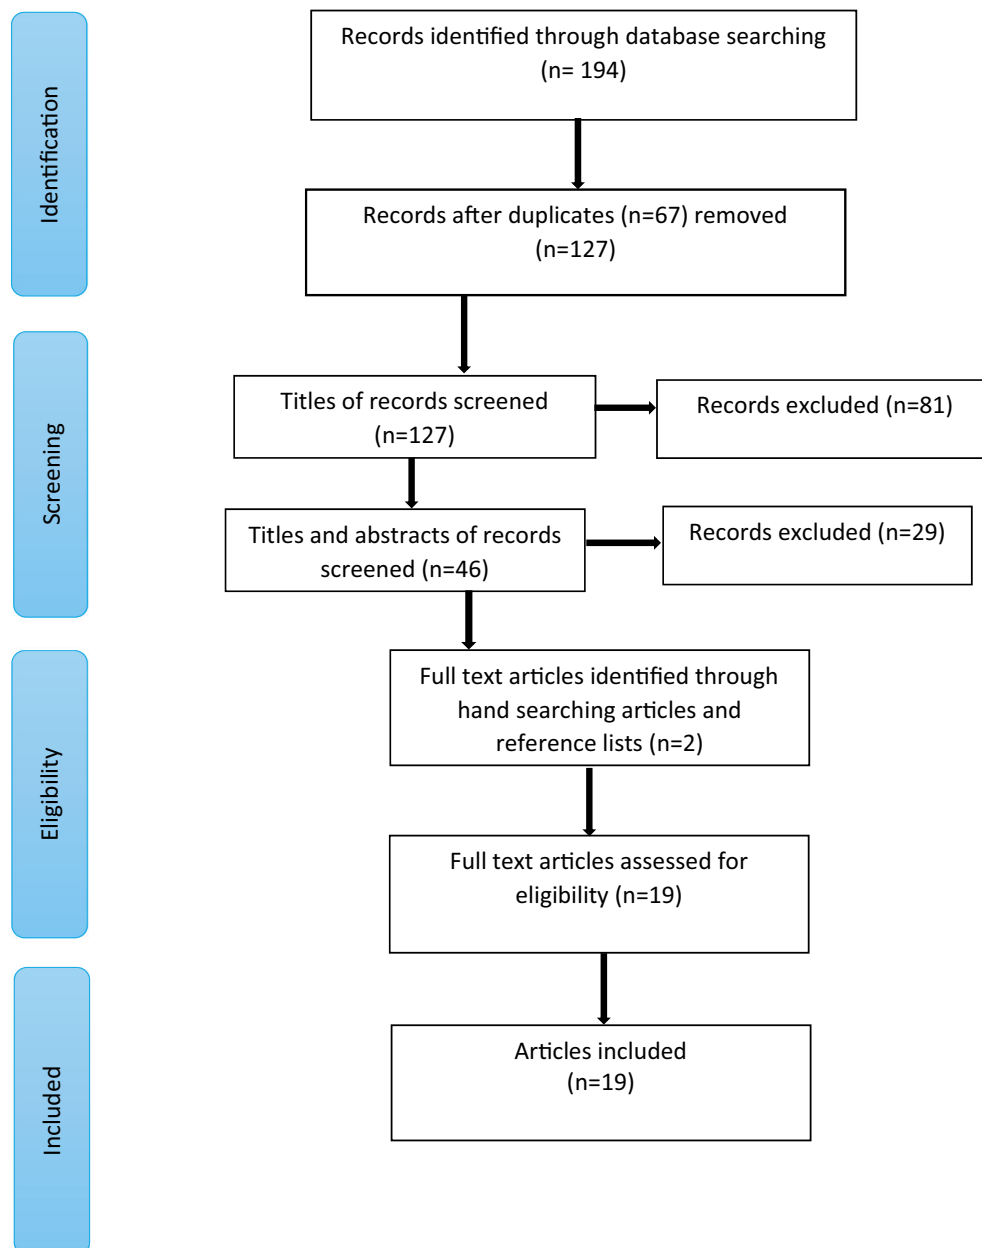 Identification
Records identified through database searching
(n= 194)
Records after duplicates (n=67) removed
(n=127)
Screening
Titles of records screened
(n=127)
Records excluded (n=81)
Titles and abstracts of records
screened (n=46)
Records excluded (n=29)
Eligibility
Full text articles identified through
hand searching articles and
reference lists (n=2)
Full text articles assessed for
eligibility (n=19)
Included
Articles included
(n=19)